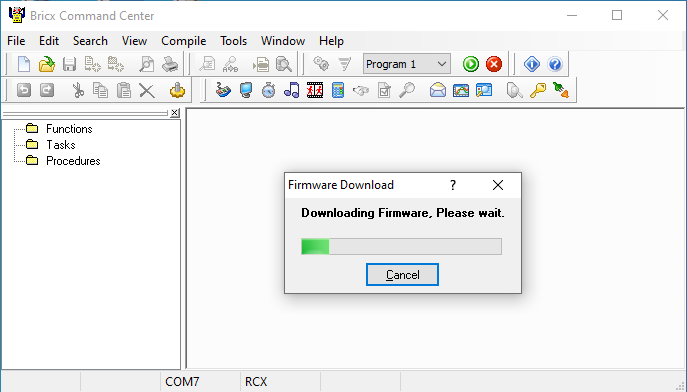 Bricx Command Center
File Edit Search View Compile Tools Window Help
Program 1
Functions
Tasks
Procedures
Firmware Download ?
Downloading Firmware, Please wait.
Cancel
COM7 RCX